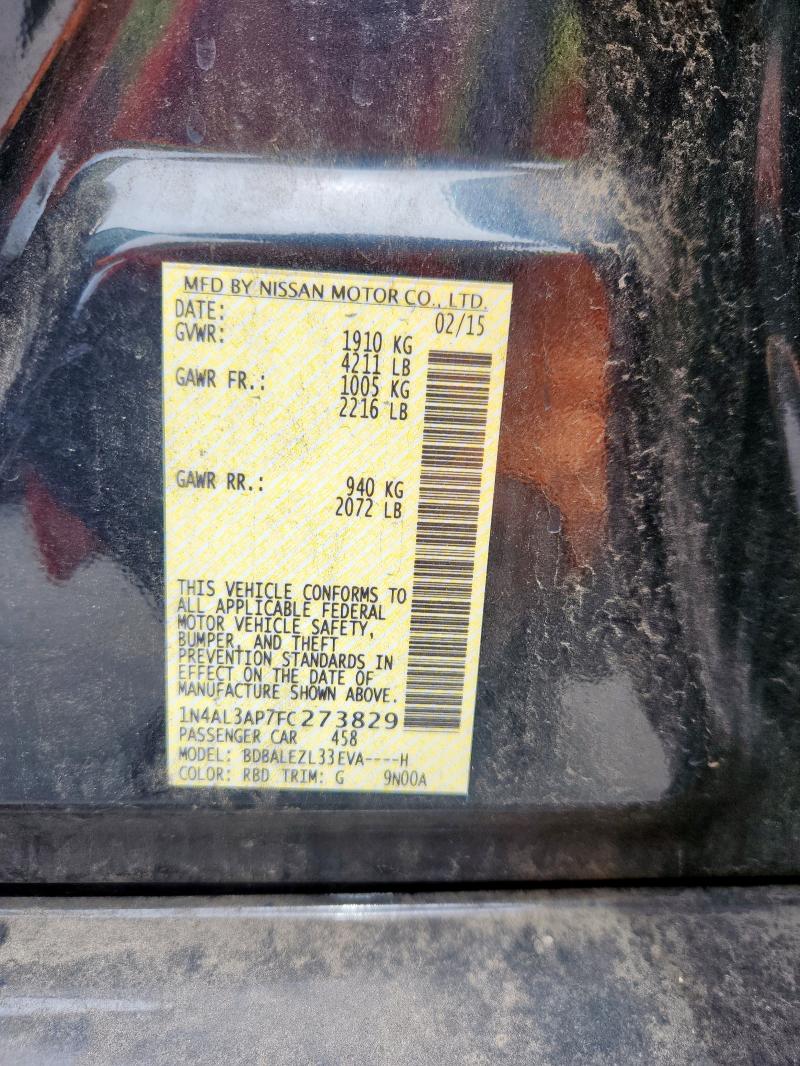 MFD BY NISSAN MOTOR CO., LTD.
DATE: 02/15
GVWR: 1910 KG
4211 LB
GAWR FR.: 1005 KG
2216 LB
GAWR RR.: 940 KG
2072 LB
THIS VEHICLE CONFORMS TO
ALL APPLICABLE FEDERAL
MOTOR VEHICLE SAFETY,
BUMPER, AND THEFT
PREVENTION STANDARDS IN
EFFECT ON THE DATE OF
MANUFACTURE SHOWN ABOVE.
1N4AL3AP7FC273829
PASSENGER CAR 458
MODEL: BDBALEZL33EVA----H
COLOR: RBD TRIM: G 9N00A